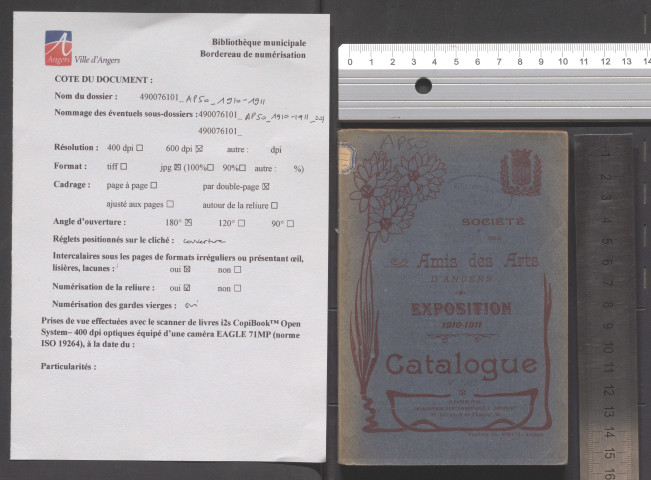 Angers
Ville d'Angers
Bibliothèque municipale
Bordereau de numérisation
COTE DU DOCUMENT :
Nom du dossier : 490076101_AP50_1910-1911
Nommage des éventuels sous-dossiers :490076101_AP50_1910-1911_001
490076101_
Résolution : 400 dpi ☐ 600 dpi ☒ autre : dpi
Format : tiff ☐ jpg ☒ (100%☐ 90%☐ autre : %)
Cadrage : page à page ☐ par double-page ☒
ajusté aux pages ☐ autour de la reliure ☐
Angle d'ouverture : 180° ☒ 120° ☐ 90° ☐
Réglets positionnés sur le cliché : couverture
Intercalaires sous les pages de formats irréguliers ou présentant œil,
lisières, lacunes : oui ☒ non ☐
Numérisation de la reliure : oui ☒ non ☐
Numérisation des gardes vierges : oui
Prises de vue effectuées avec le scanner de livres i2s CopiBook™ Open
System– 400 dpi optiques équipé d'une caméra EAGLE 71MP (norme
ISO 19264), à la date du :
Particularités :
0 1 2 3 4 5 6 7 8 9 10 11 12 13 14
AP50
SOCIÉTÉ
DES
Amis des Arts
D'ANGERS
EXPOSITION
1910-1911
Catalogue
1 2 3 4 5 6 7 8 9 10 11 12 13 14 15 16